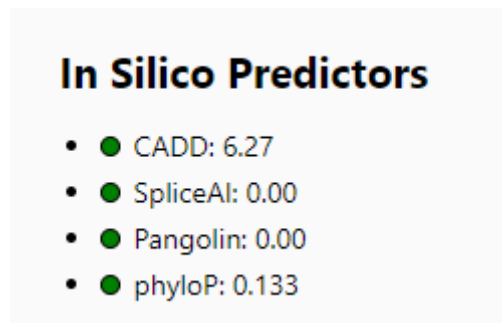 In Silico Predictors
CADD: 6.27
SpliceAI: 0.00
Pangolin: 0.00
phyloP: 0.133